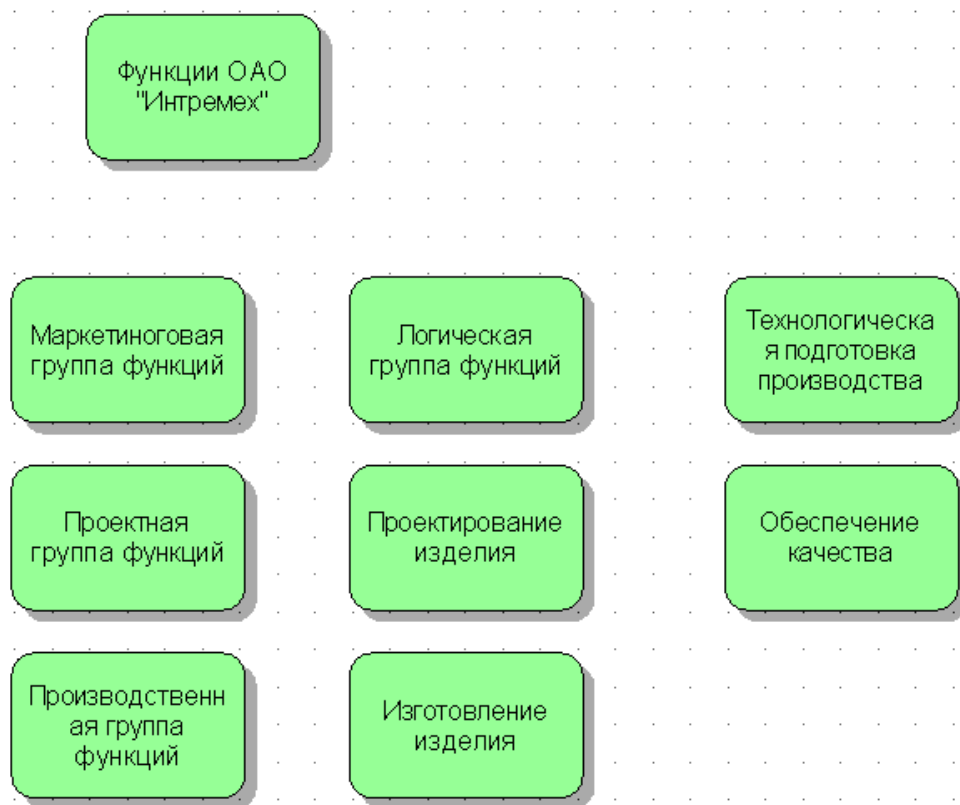 Функции ОАО
"Интремех"
Маркетиноговая
группа функций
Логическая
группа функций
Технологическа
я подготовка
производства
Проектная
группа функций
Проектирование
изделия
Обеспечение
качества
Производственн
ая группа
функций
Изготовление
изделия